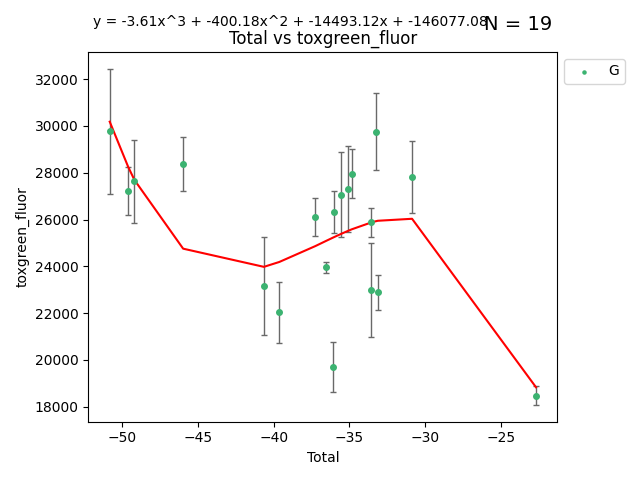 y = -3.61x^3 + -400.18x^2 + -14493.12x + -146077.08
N = 19
Total vs toxgreen_fluor
G
32000
30000
28000
26000
24000
22000
20000
18000
toxgreen_fluor
−50 −45 −40 −35 −30 −25
Total